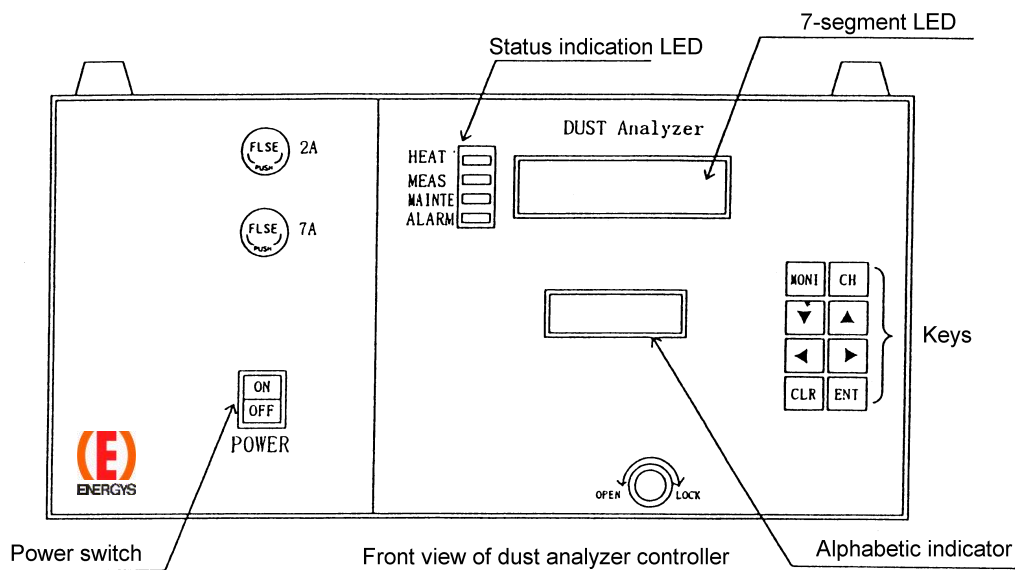 7-segment LED
Status indication LED
DUST Analyzer
FLSE
PUSH
2A
HEAT
MEAS
MAINTE
ALARM
FLSE
PUSH
7A
MONI CH
Keys
CLR ENT
ON
OFF
POWER
(E)
ENERGYS
OPEN LOCK
Power switch
Front view of dust analyzer controller
Alphabetic indicator